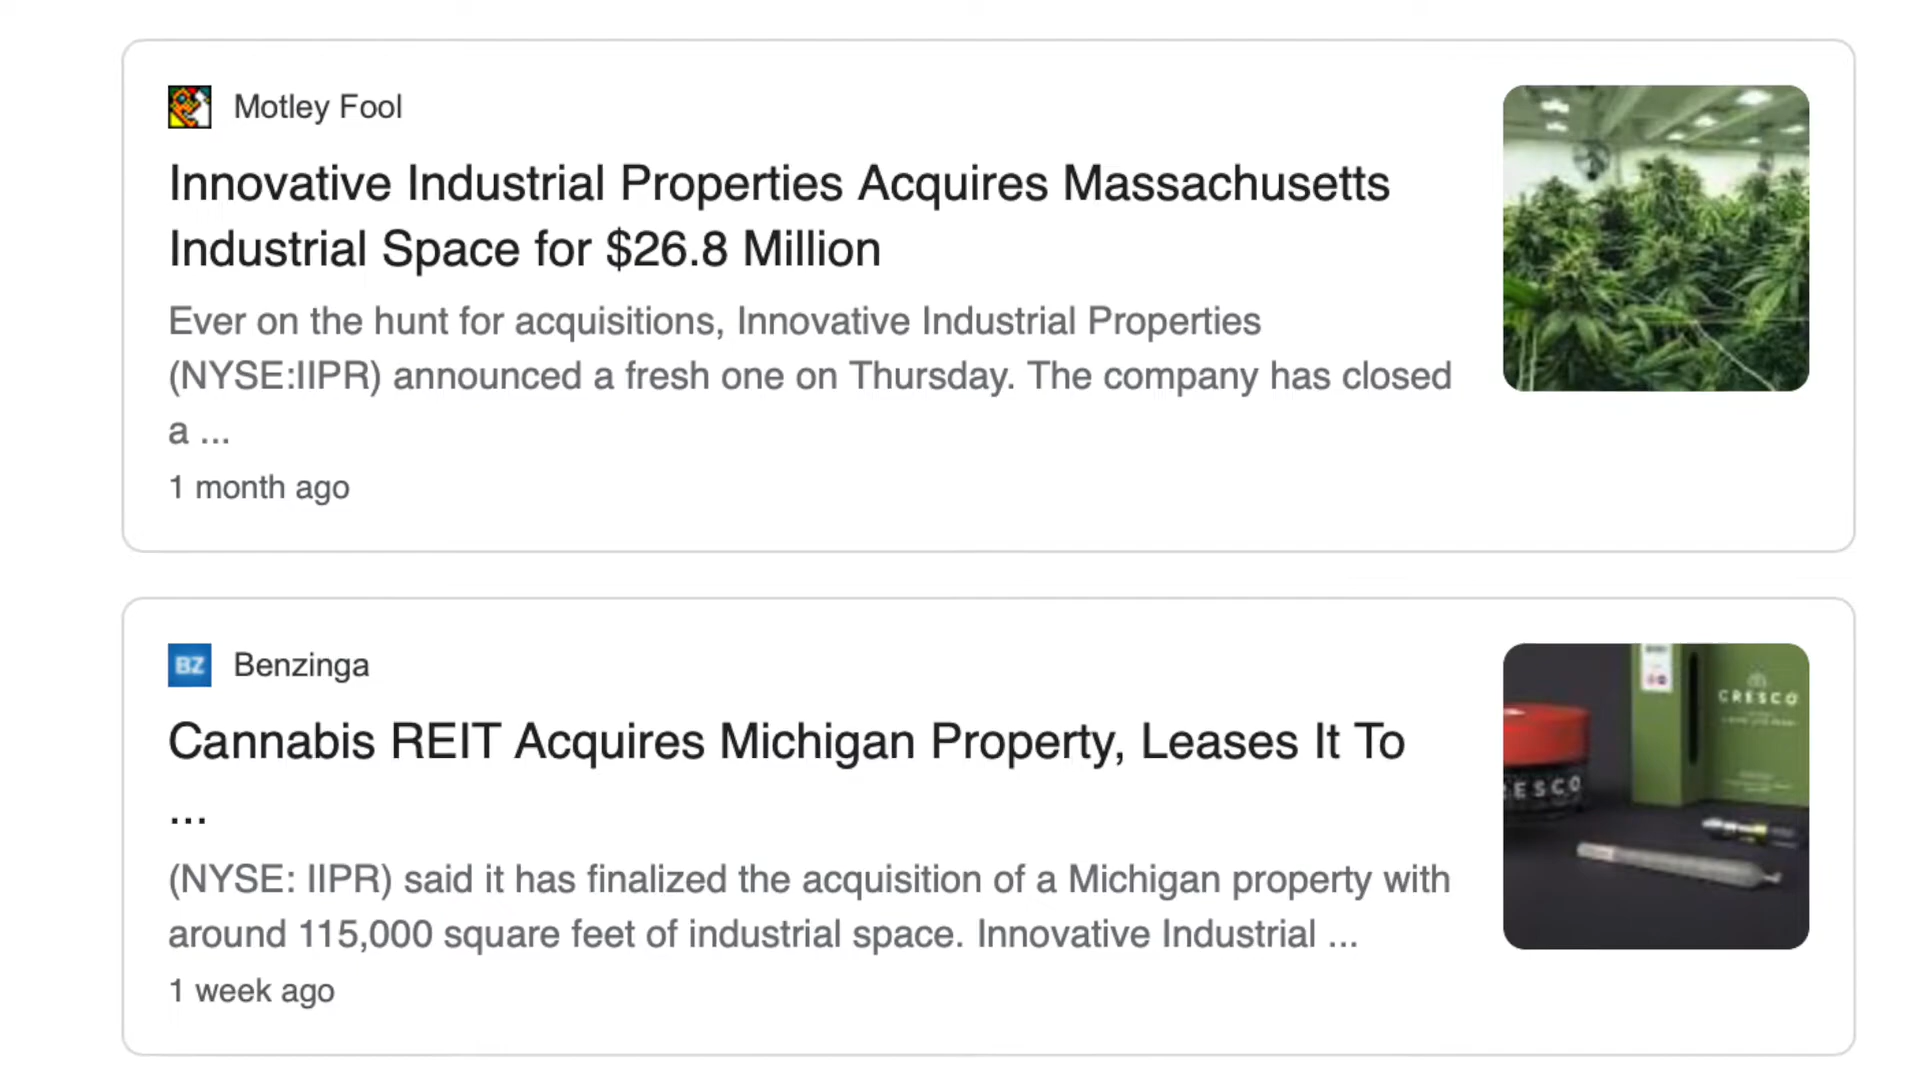 Motley Fool
Innovative Industrial Properties Acquires Massachusetts
Industrial Space for $26.8 Million
Ever on the hunt for acquisitions, Innovative Industrial Properties
(NYSE:IIPR) announced a fresh one on Thursday. The company has closed
a ...
1 month ago
BZ
Benzinga
Cannabis REIT Acquires Michigan Property, Leases It To
...
(NYSE: IIPR) said it has finalized the acquisition of a Michigan property with
around 115,000 square feet of industrial space. Innovative Industrial ...
1 week ago
CRESCO
RESCO